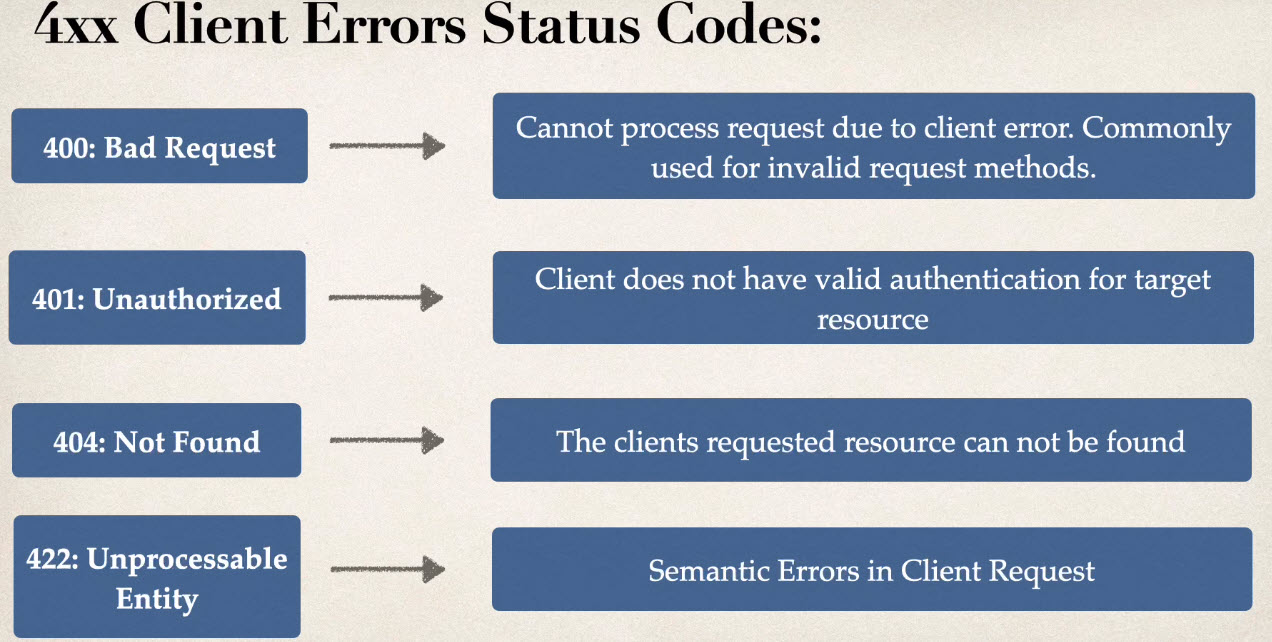 4xx Client Errors Status Codes:
400: Bad Request
Cannot process request due to client error. Commonly
used for invalid request methods.
401: Unauthorized
Client does not have valid authentication for target
resource
404: Not Found
The clients requested resource can not be found
422: Unprocessable
Entity
Semantic Errors in Client Request